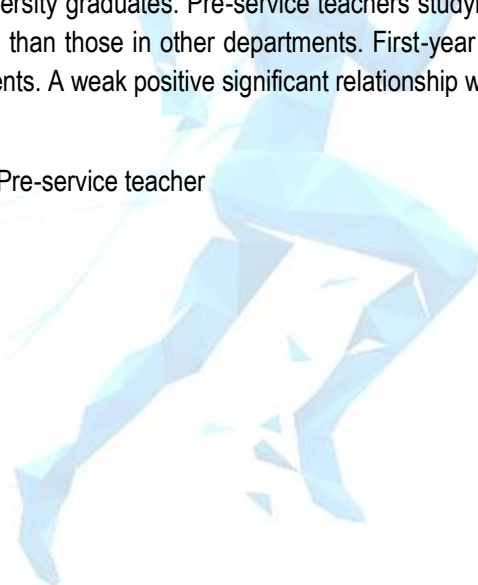 ersity graduates. Pre-service teachers studyi
than those in other departments. First-year
ents. A weak positive significant relationship w
Pre-service teacher